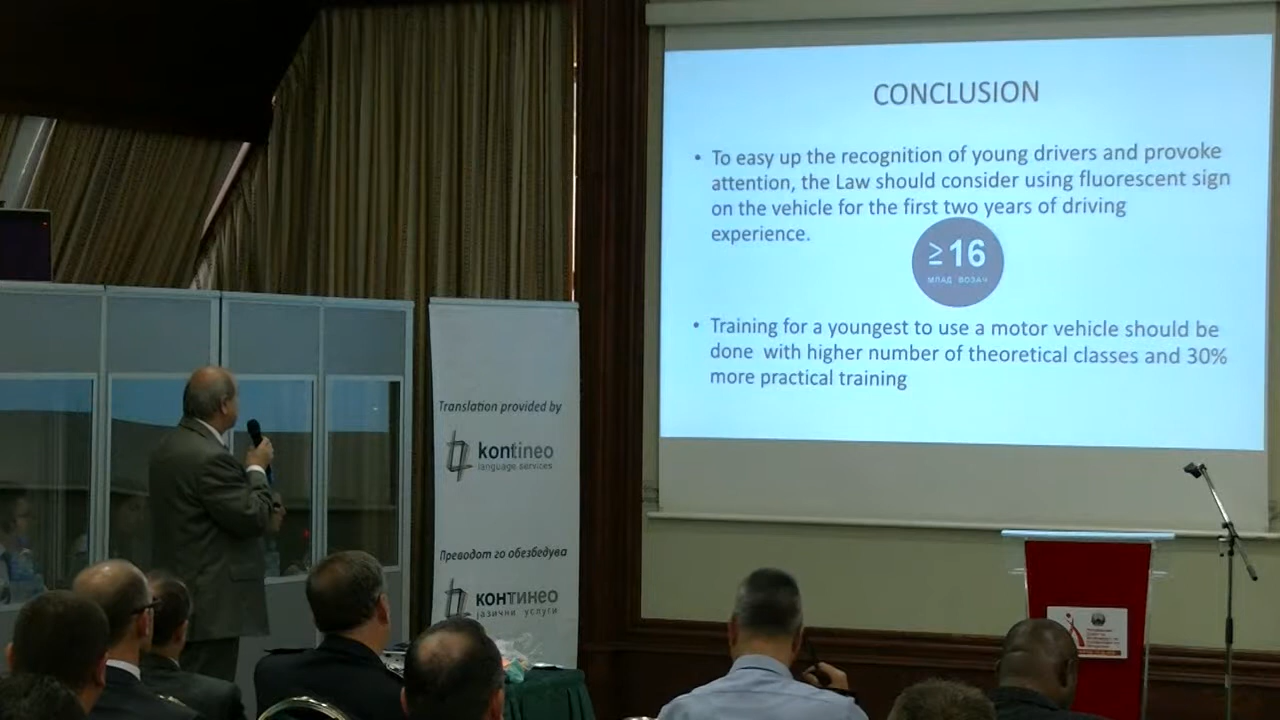 CONCLUSION
• To easy up the recognition of young drivers and provoke
attention, the Law should consider using fluorescent sign
on the vehicle for the first two years of driving
experience.
≥16
МЛАД ВОЗАЧ
• Training for a youngest to use a motor vehicle should be
done with higher number of theoretical classes and 30%
more practical training
Translation provided by
kontineo
language services
Преводот го обезбедува
КОНТИНЕО
јазични услуги